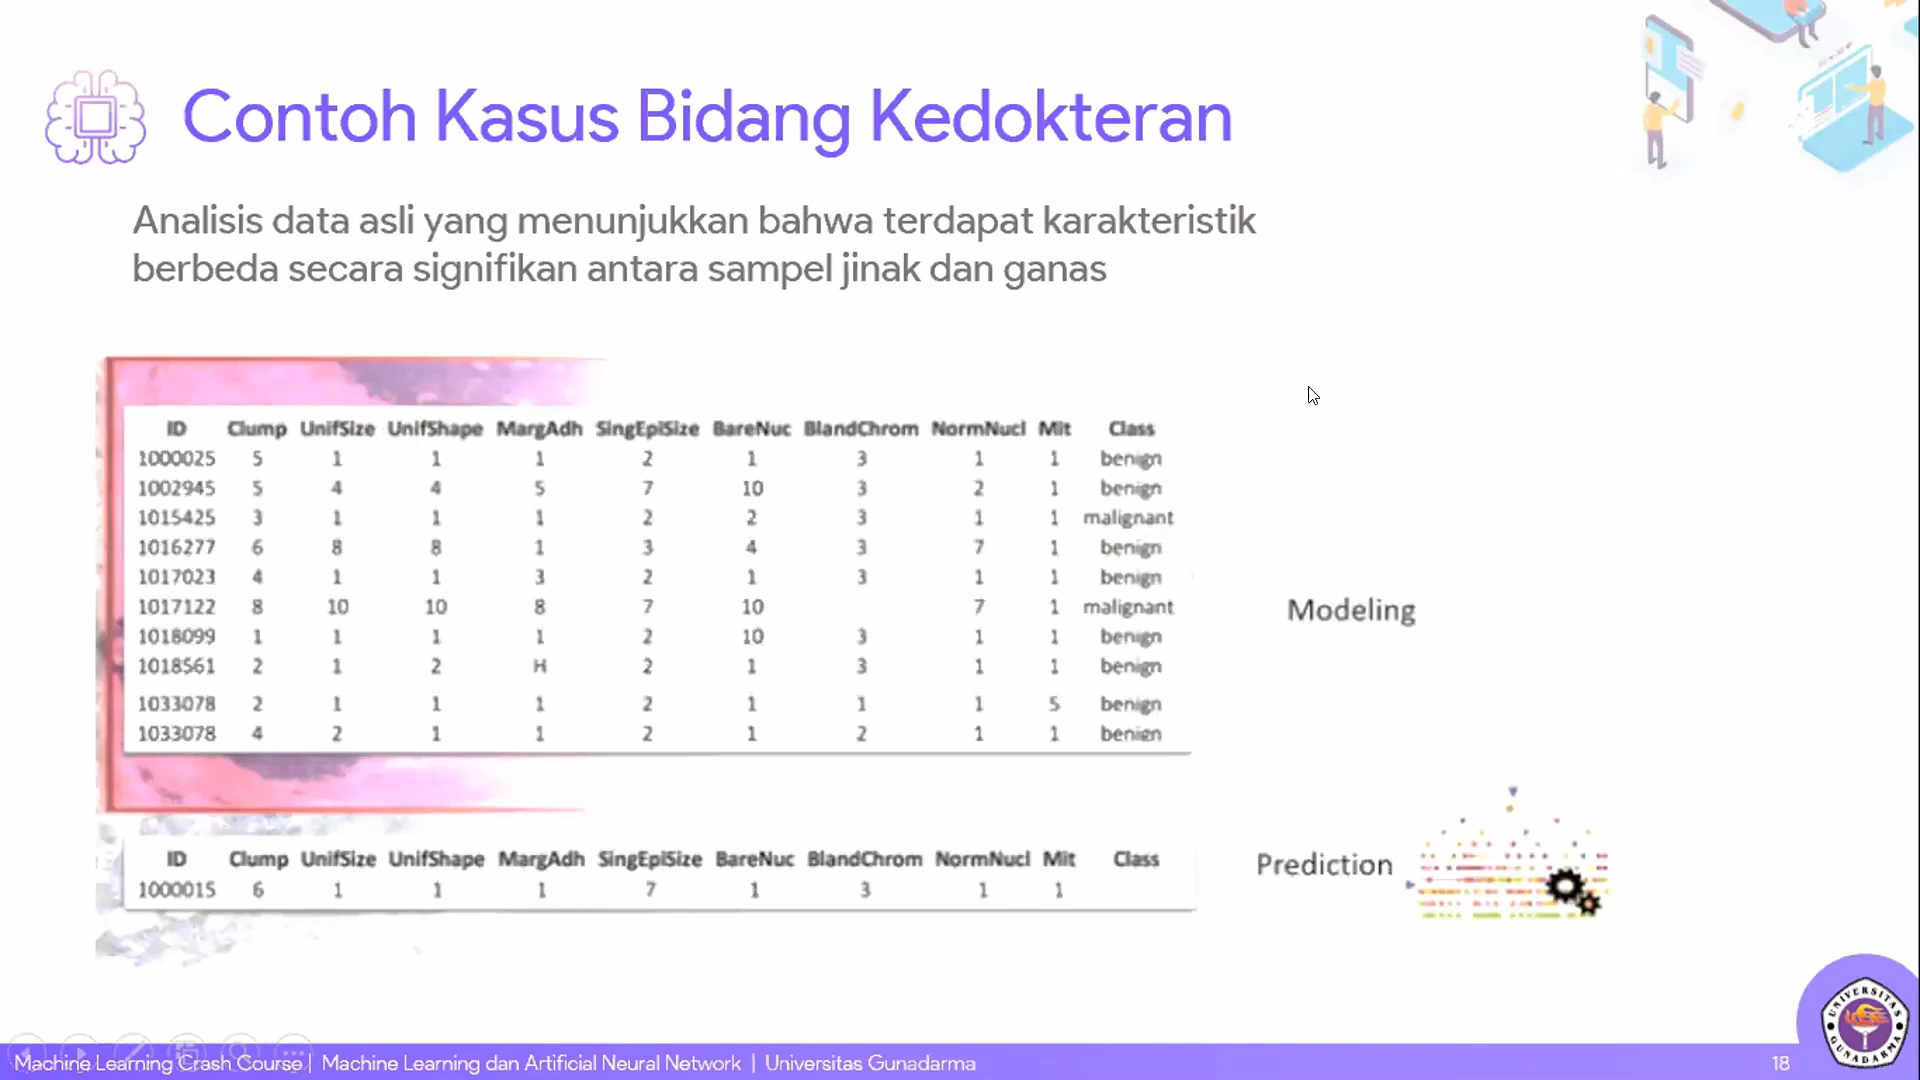 Contoh Kasus Bidang Kedokteran
Analisis data asli yang menunjukkan bahwa terdapat karakteristik
berbeda secara signifikan antara sampel jinak dan ganas
ID Clump UnifSize UnifShape MargAdh SingEpiSize BareNuc BlandChrom NormNucl Mit Class
1000025 5 1 1 1 2 1 3 1 1 benign
1002945 5 4 4 5 7 10 3 2 1 benign
1015425 3 1 1 1 2 2 3 1 1 malignant
1016277 6 8 8 1 3 4 3 7 1 benign
1017023 4 1 1 3 2 1 3 1 1 benign
1017122 8 10 10 8 7 10 7 1 malignant
1018099 1 1 1 1 2 10 3 1 1 benign
1018561 2 1 2 H 2 1 3 1 1 benign
1033078 2 1 1 1 2 1 1 1 5 benign
1033078 4 2 1 1 2 1 2 1 1 benign
Modeling
ID Clump UnifSize UnifShape MargAdh SingEpiSize BareNuc BlandChrom NormNucl Mit Class
1000015 6 1 1 1 7 1 3 1 1
Prediction
Machine Learning Crash Course | Machine Learning dan Artificial Neural Network | Universitas Gunadarma
18
UNIVERSITAS
GUNADARMA